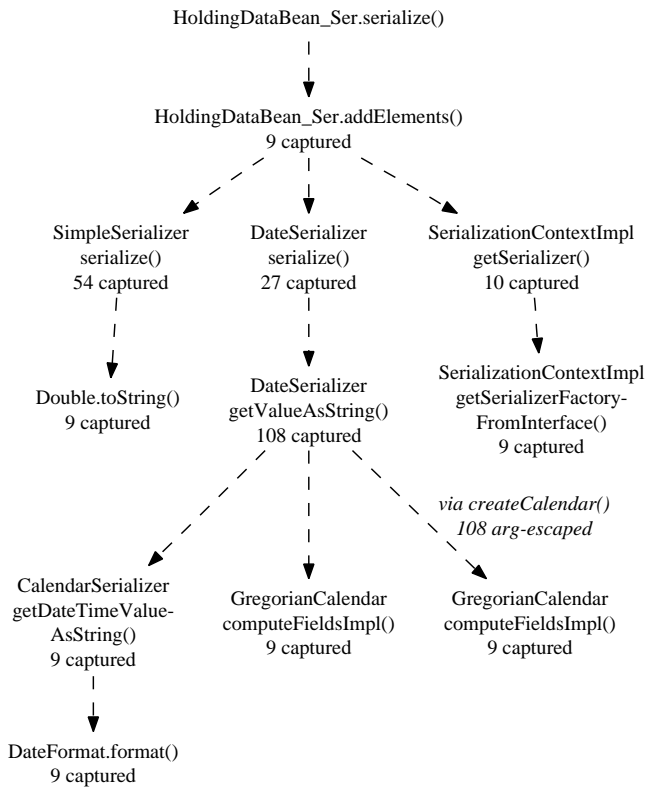 HoldingDataBean_Ser.serialize()
HoldingDataBean_Ser.addElements()
9 captured
SimpleSerializer
serialize()
54 captured
DateSerializer
serialize()
27 captured
SerializationContextImpl
getSerializer()
10 captured
Double.toString()
9 captured
DateSerializer
getValueAsString()
108 captured
SerializationContextImpl
getSerializerFactory-
FromInterface()
9 captured
via createCalendar()
108 arg-escaped
CalendarSerializer
getDateTimeValue-
AsString()
9 captured
GregorianCalendar
computeFieldsImpl()
9 captured
GregorianCalendar
computeFieldsImpl()
9 captured
DateFormat.format()
9 captured